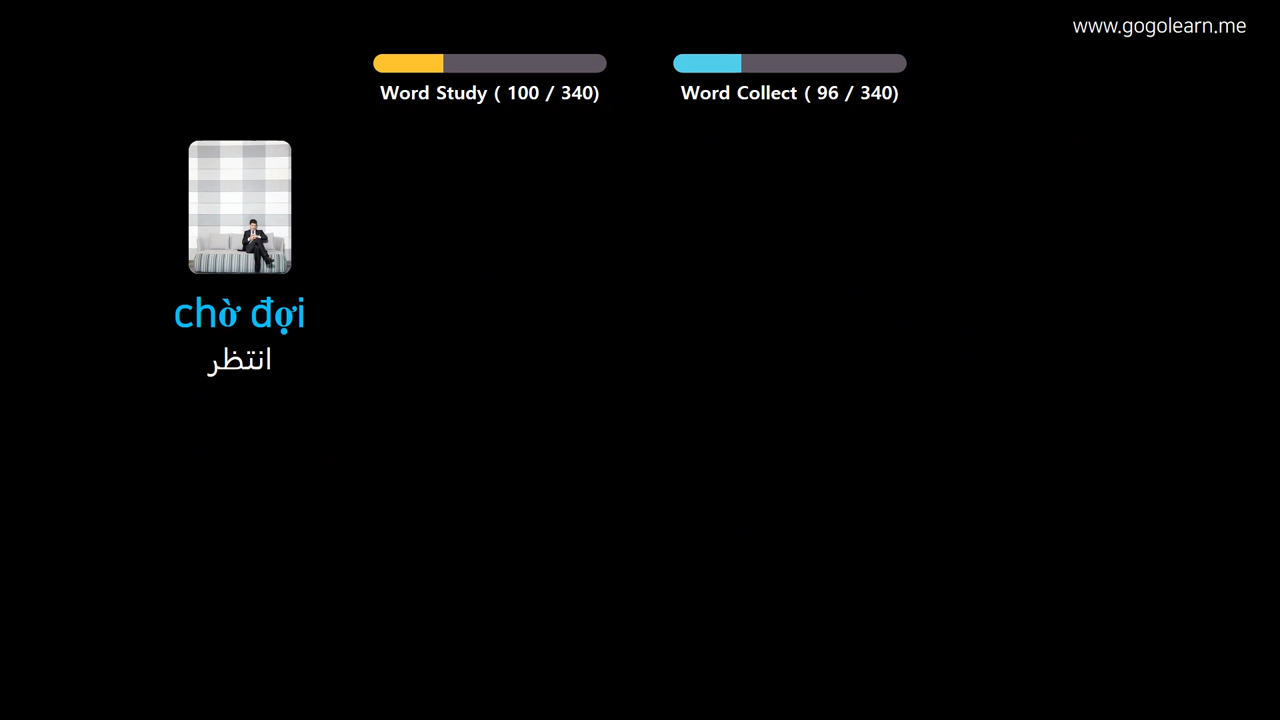 www.gogolearn.me
Word Study ( 100 / 340)
Word Collect ( 96 / 340)
chờ đợi
انتظر